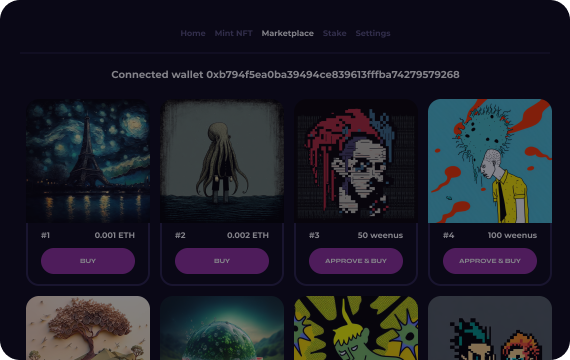 Home Mint NFT Marketplace Stake Settings
Connected wallet 0xb794f5ea0ba39494ce839613fffba74279579268
#1 0.001 ETH #2 0.002 ETH #3 50 weenus #4 100 weenus
BUY BUY APPROVE & BUY APPROVE & BUY